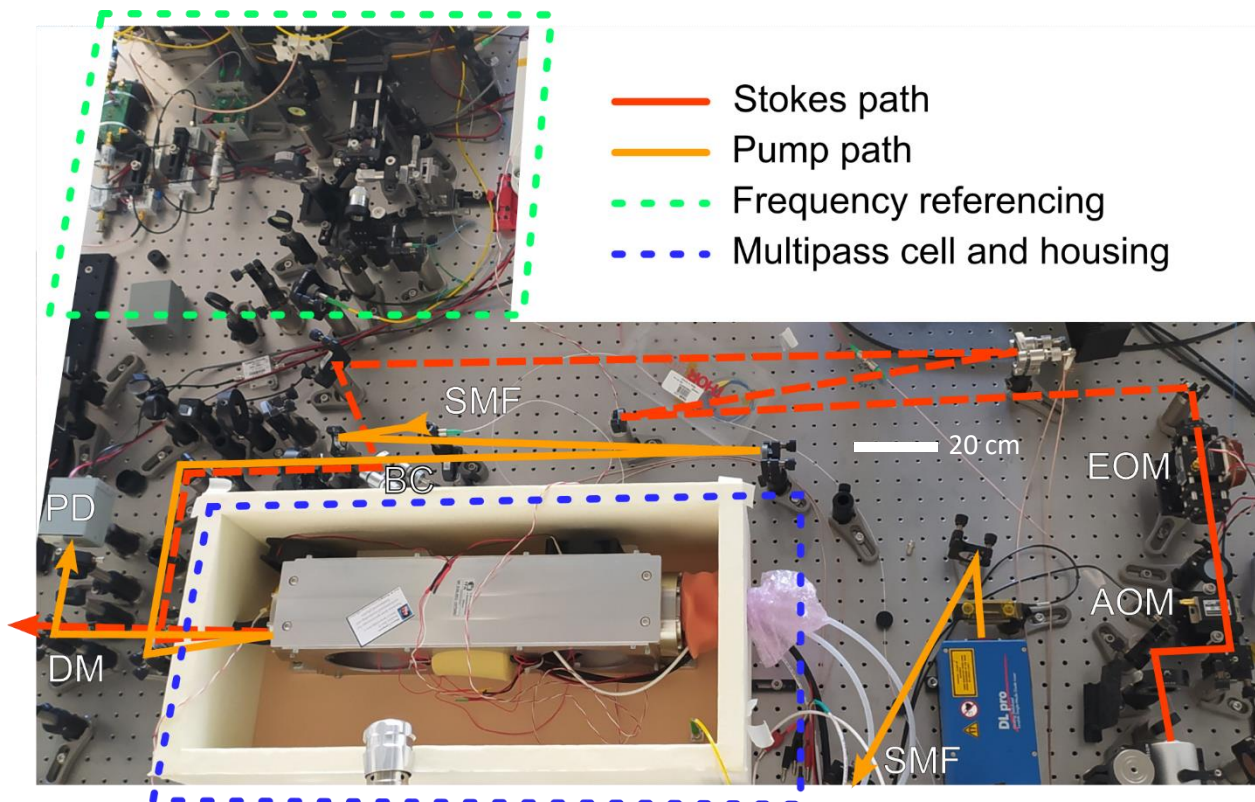 Stokes path
Pump path
Frequency referencing
Multipass cell and housing
SMF
20 cm
BC
EOM
PD
AOM
DM
DL pro
SMF